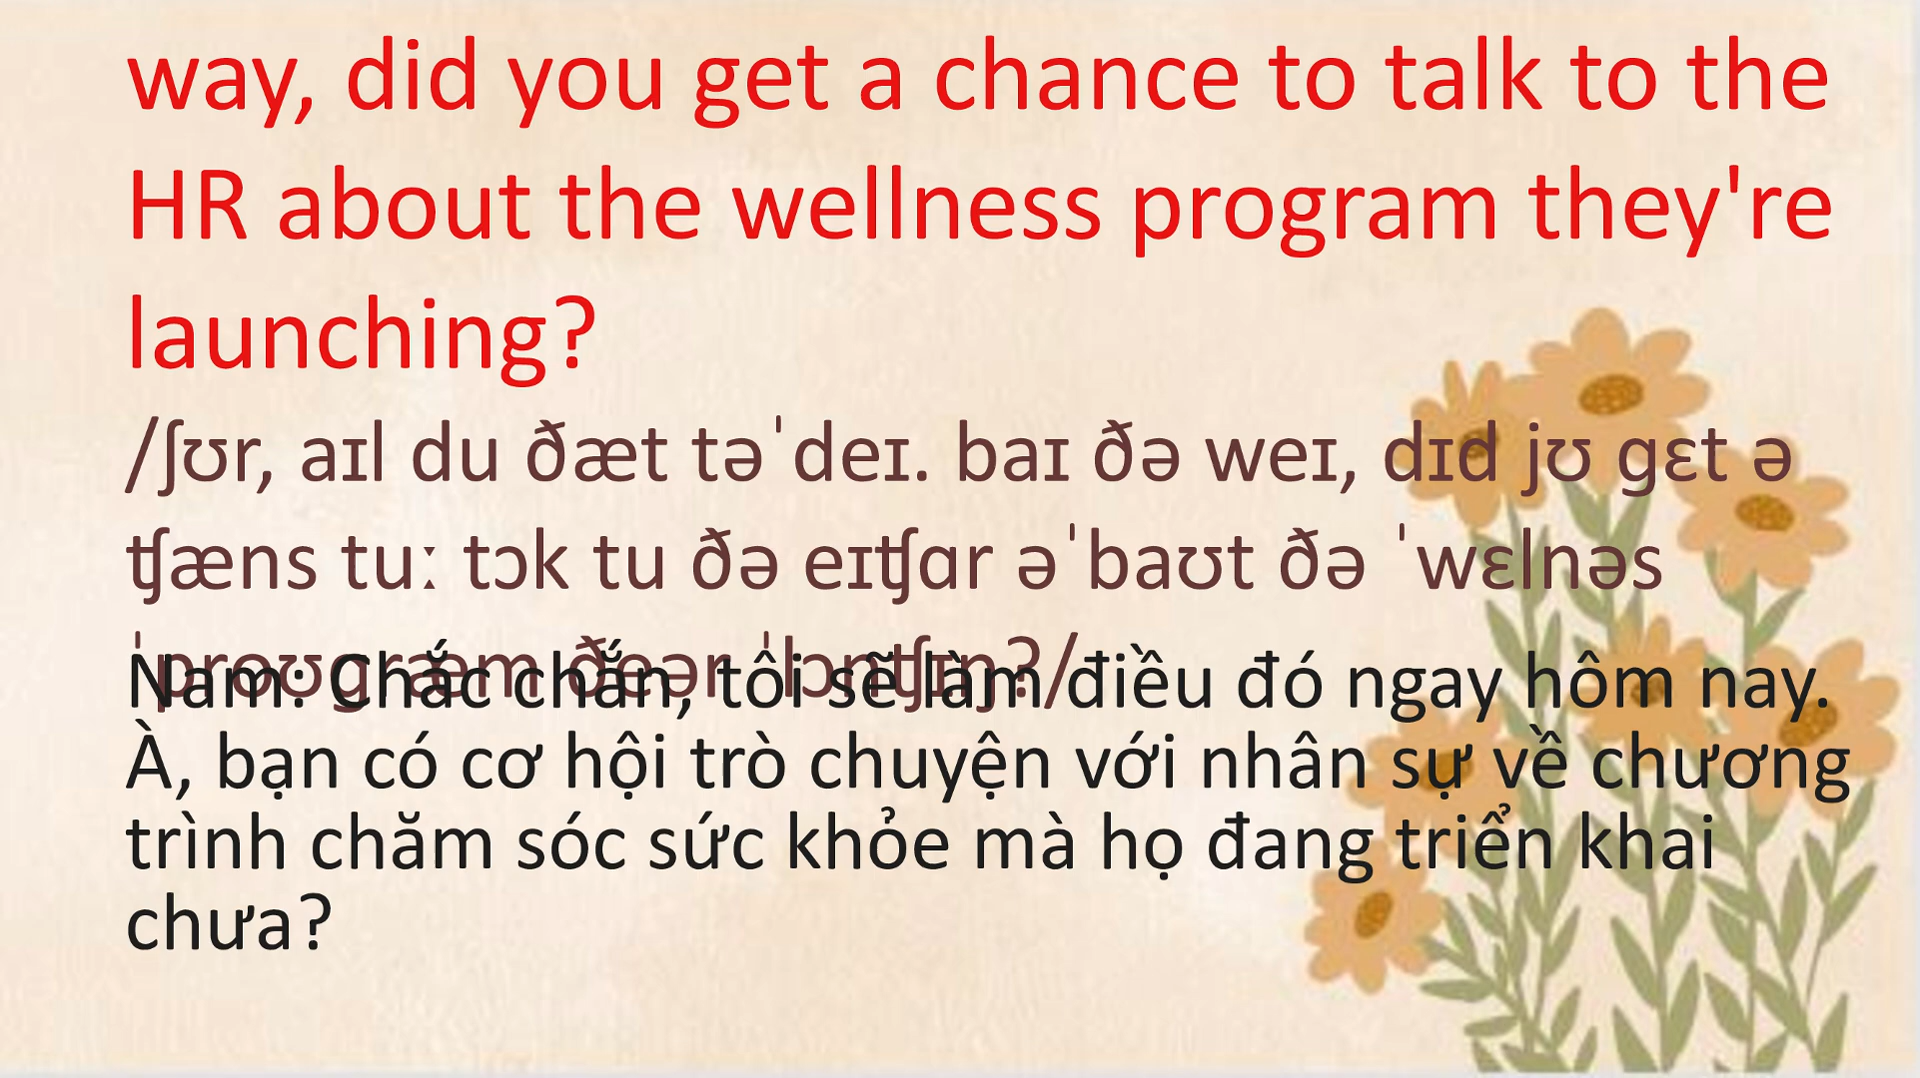 way, did you get a chance to talk to the
HR about the wellness program they're
launching?
/ʃʊr, aɪl du ðæt təˈdeɪ. baɪ ðə weɪ, dɪd jʊ gɛt ə
ʧæns tuː tɔk tu ðə eɪʧɑr əˈbaʊt ðə ˈwɛlnəs
ˈproʊgræm ðeər ˈlɔnʧɪŋ?/
Nam: Chắc chắn, tôi sẽ làm điều đó ngay hôm nay.
À, bạn có cơ hội trò chuyện với nhân sự về chương
trình chăm sóc sức khỏe mà họ đang triển khai
chưa?